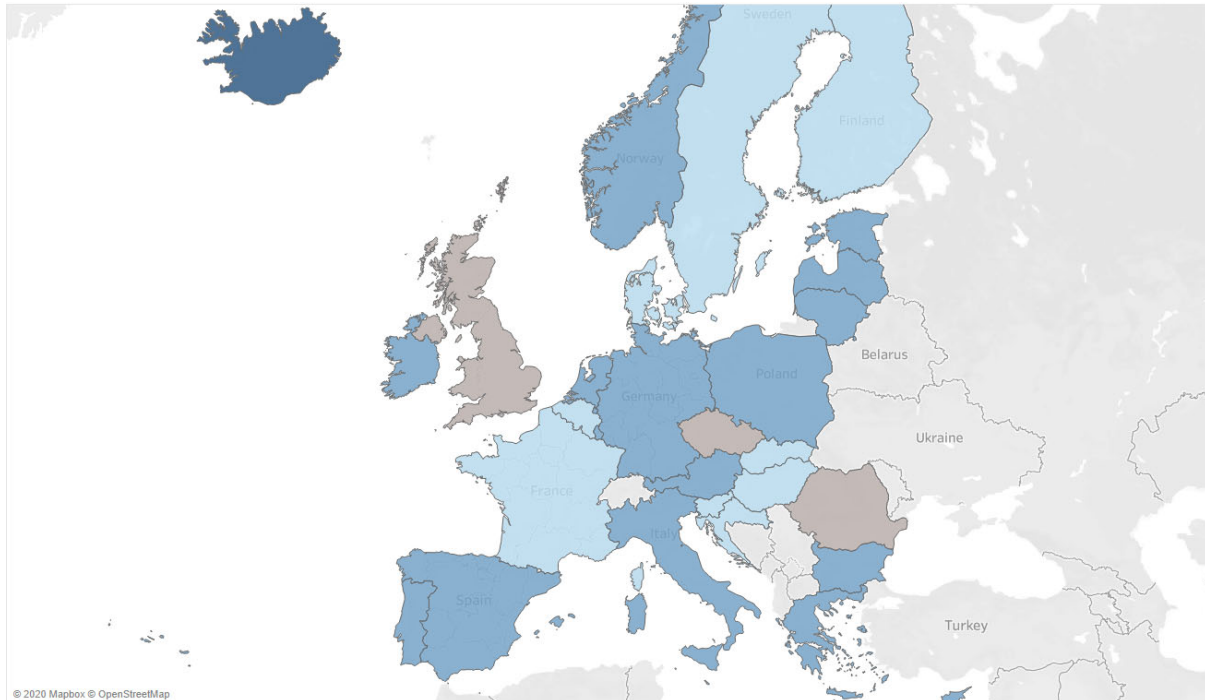 Sweden
Finland
Norway
Belarus
Poland
Germany
Ukraine
France
Italy
Spain
Turkey
© 2020 Mapbox © OpenStreetMap